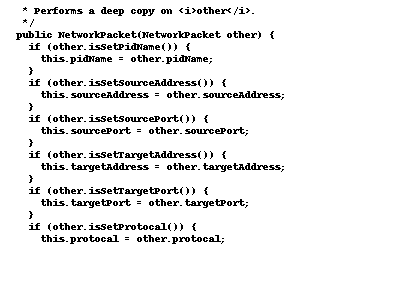 * Performs a deep copy on <i>other</i>.
*/
public NetworkPacket(NetworkPacket other) {
if (other.isSetPidName()) {
this.pidName = other.pidName;
}
if (other.isSetSourceAddress()) {
this.sourceAddress = other.sourceAddress;
}
if (other.isSetSourcePort()) {
this.sourcePort = other.sourcePort;
}
if (other.isSetTargetAddress()) {
this.targetAddress = other.targetAddress;
}
if (other.isSetTargetPort()) {
this.targetPort = other.targetPort;
}
if (other.isSetProtocal()) {
this.protocal = other.protocal;